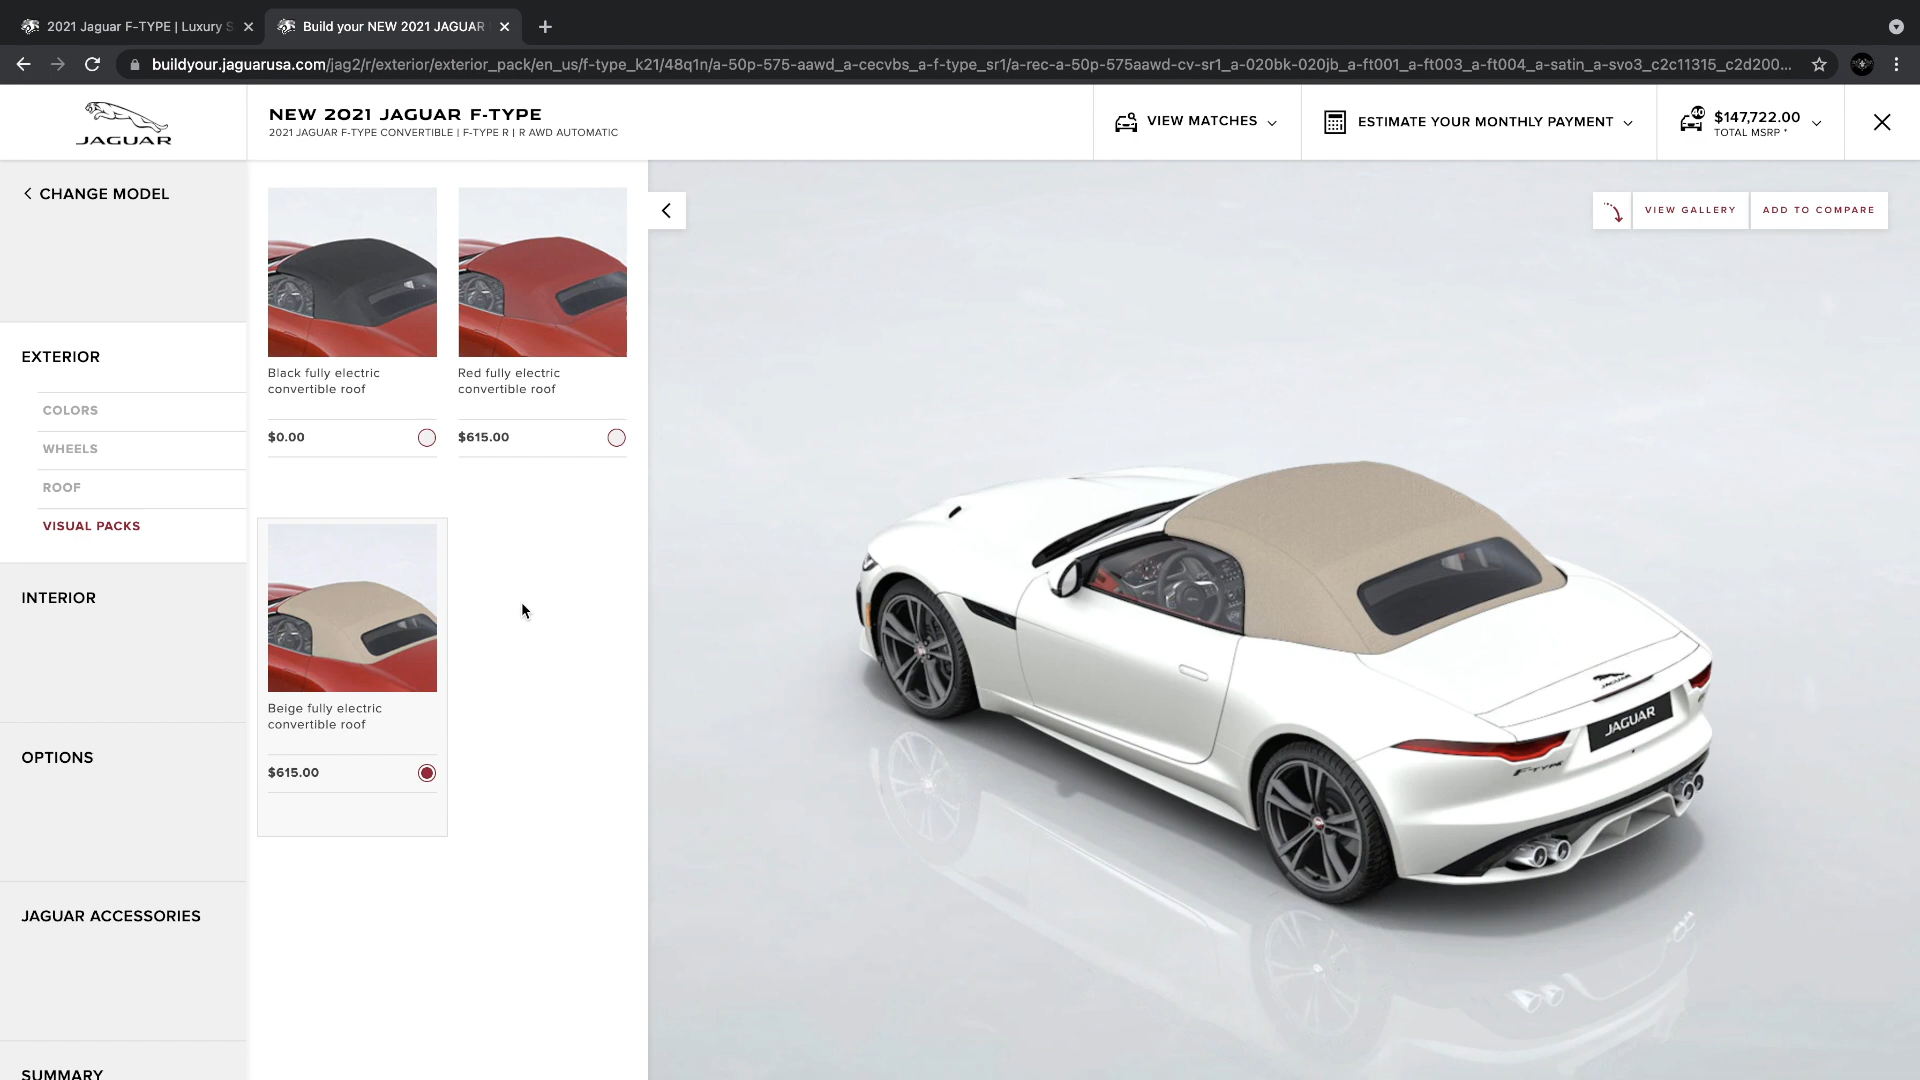 2021 Jaguar F-TYPE | Luxury S
Build your NEW 2021 JAGUAR
buildyour.jaguarusa.com/jag2/r/exterior/exterior_pack/en_us/f-type_k21/48q1n/a-50p-575-aawd_a-cecvbs_a-f-type_sr1/a-rec-a-50p-575aawd-cv-sr1_a-020bk-020jb_a-ft001_a-ft003_a-ft004_a-satin_a-svo3_c2c11315_c2d200...
JAGUAR
NEW 2021 JAGUAR F-TYPE
2021 JAGUAR F-TYPE CONVERTIBLE | F-TYPE R | R AWD AUTOMATIC
VIEW MATCHES
ESTIMATE YOUR MONTHLY PAYMENT
40
$147,722.00
TOTAL MSRP *
CHANGE MODEL
EXTERIOR
COLORS
WHEELS
ROOF
VISUAL PACKS
INTERIOR
OPTIONS
JAGUAR ACCESSORIES
SUMMARY
Black fully electric
convertible roof
$0.00
Red fully electric
convertible roof
$615.00
Beige fully electric
convertible roof
$615.00
VIEW GALLERY
ADD TO COMPARE
JAGUAR
JAGUAR
F-TYPE